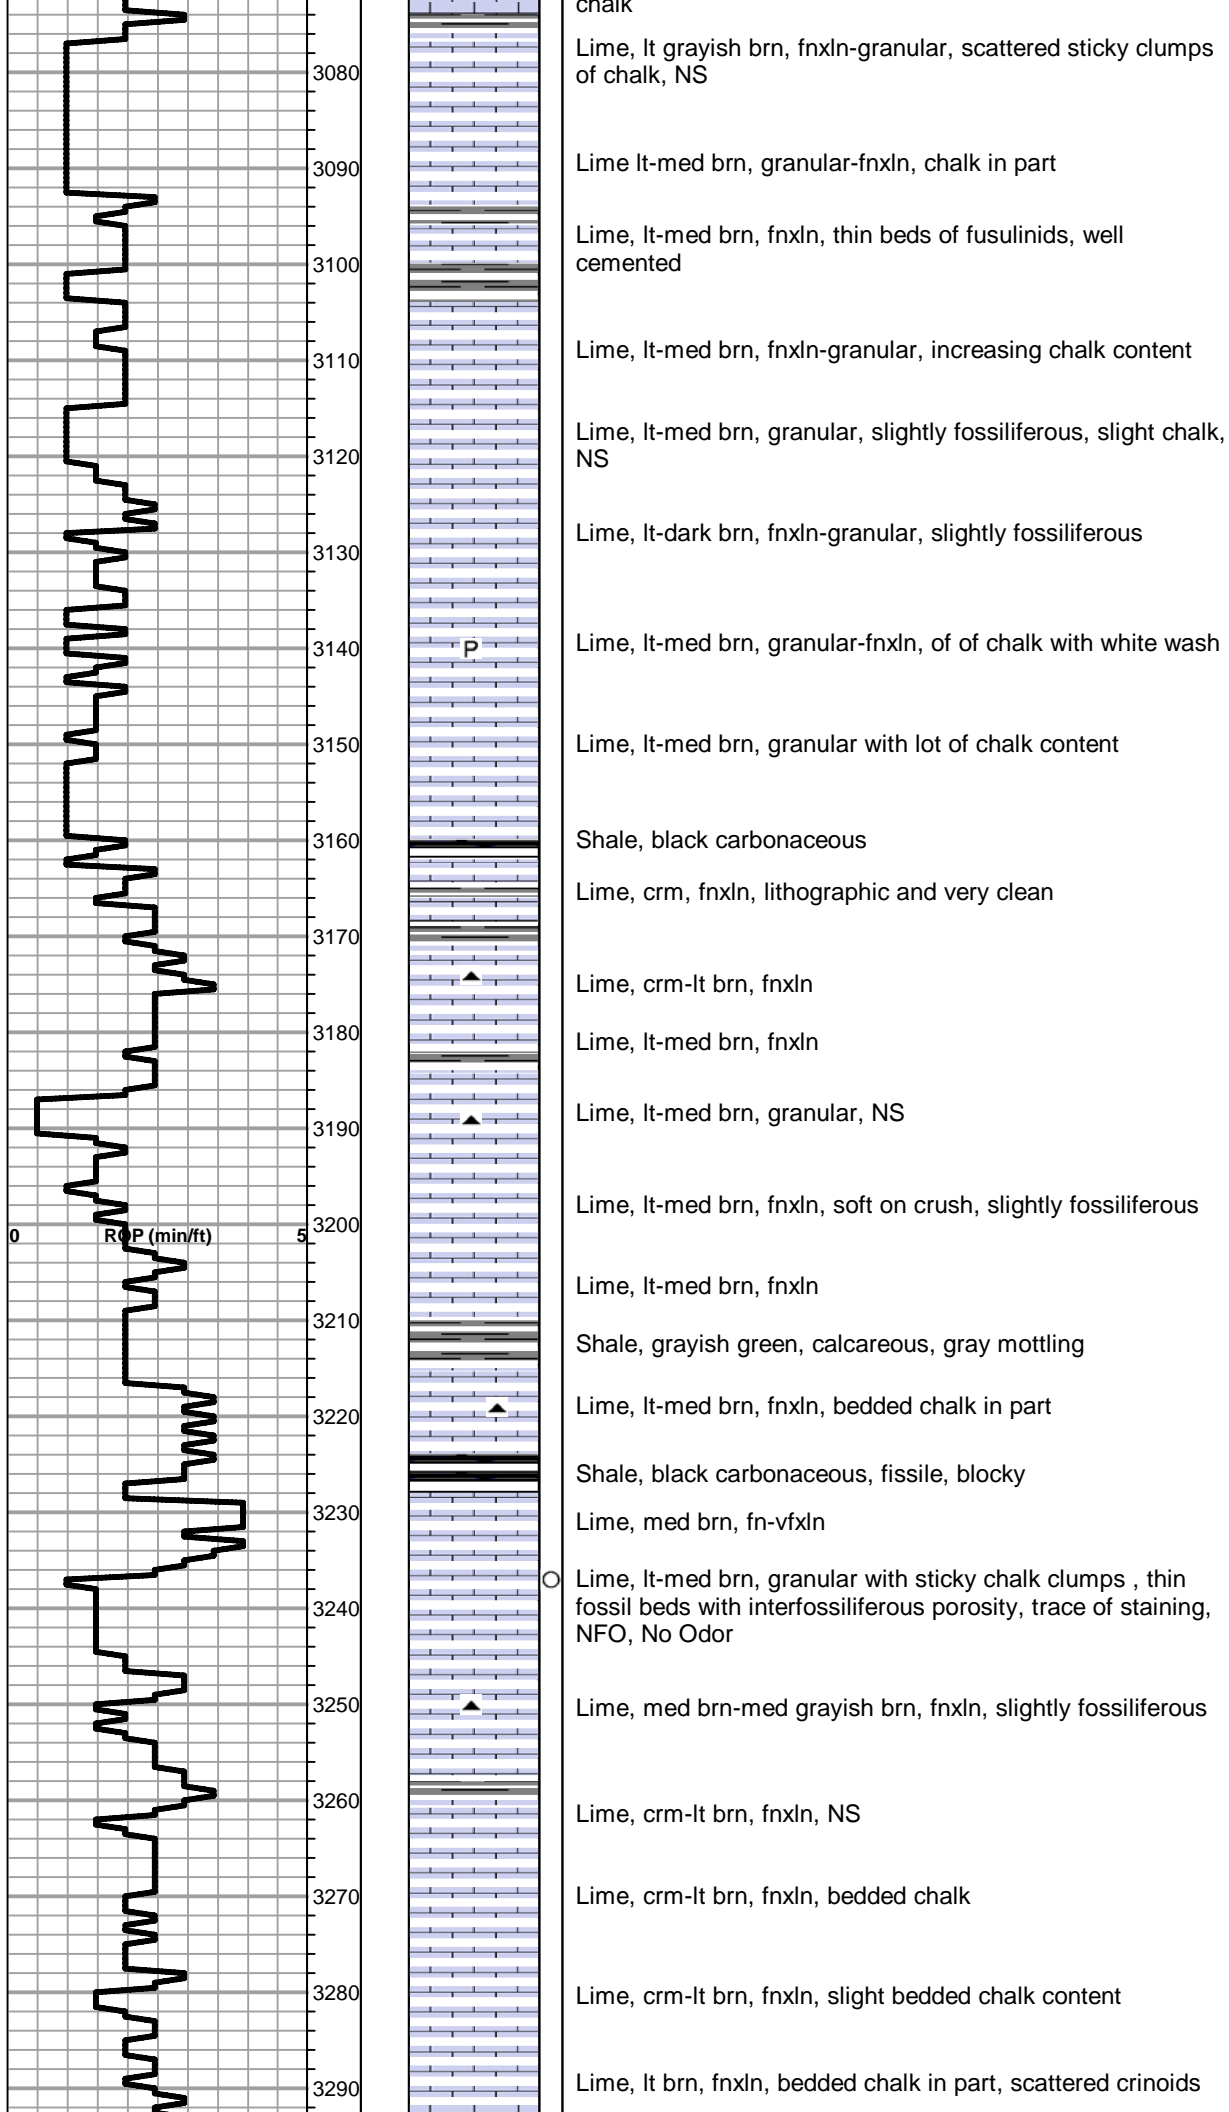 chalk
Lime, lt grayish brn, fnxln-granular, scattered sticky clumps
of chalk, NS
3080
3090
Lime lt-med brn, granular-fnxln, chalk in part
Lime, lt-med brn, fnxln, thin beds of fusulinids, well
cemented
3100
3110
Lime, lt-med brn, fnxln-granular, increasing chalk content
Lime, lt-med brn, granular, slightly fossiliferous, slight chalk,
NS
3120
Lime, lt-dark brn, fnxln-granular, slightly fossiliferous
3130
3140
P
Lime, lt-med brn, granular-fnxln, of of chalk with white wash
3150
Lime, lt-med brn, granular with lot of chalk content
3160
Shale, black carbonaceous
Lime, crm, fnxln, lithographic and very clean
3170
Lime, crm-lt brn, fnxln
3180
Lime, lt-med brn, fnxln
Lime, lt-med brn, granular, NS
3190
Lime, lt-med brn, fnxln, soft on crush, slightly fossiliferous
3200
0 ROP (min/ft) 5
Lime, lt-med brn, fnxln
3210
Shale, grayish green, calcareous, gray mottling
Lime, lt-med brn, fnxln, bedded chalk in part
3220
Shale, black carbonaceous, fissile, blocky
3230
Lime, med brn, fn-vfxln
Lime, lt-med brn, granular with sticky chalk clumps , thin
fossil beds with interfossiliferous porosity, trace of staining,
NFO, No Odor
3240
3250
Lime, med brn-med grayish brn, fnxln, slightly fossiliferous
3260
Lime, crm-lt brn, fnxln, NS
3270
Lime, crm-lt brn, fnxln, bedded chalk
3280
Lime, crm-lt brn, fnxln, slight bedded chalk content
3290
Lime, lt brn, fnxln, bedded chalk in part, scattered crinoids